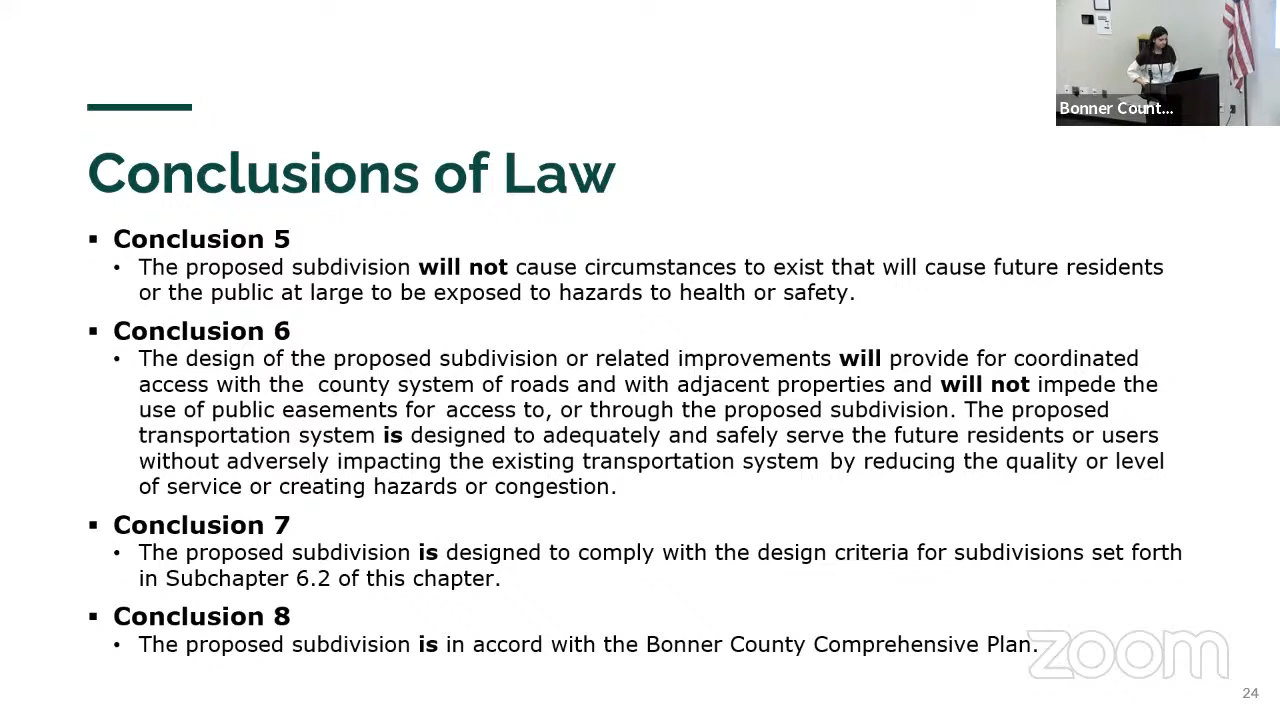 Bonner Count...
Conclusions of Law
▪ Conclusion 5
• The proposed subdivision will not cause circumstances to exist that will cause future residents
or the public at large to be exposed to hazards to health or safety.
▪ Conclusion 6
• The design of the proposed subdivision or related improvements will provide for coordinated
access with the county system of roads and with adjacent properties and will not impede the
use of public easements for access to, or through the proposed subdivision. The proposed
transportation system is designed to adequately and safely serve the future residents or users
without adversely impacting the existing transportation system by reducing the quality or level
of service or creating hazards or congestion.
▪ Conclusion 7
• The proposed subdivision is designed to comply with the design criteria for subdivisions set forth
in Subchapter 6.2 of this chapter.
▪ Conclusion 8
• The proposed subdivision is in accord with the Bonner County Comprehensive Plan.
zoom
24